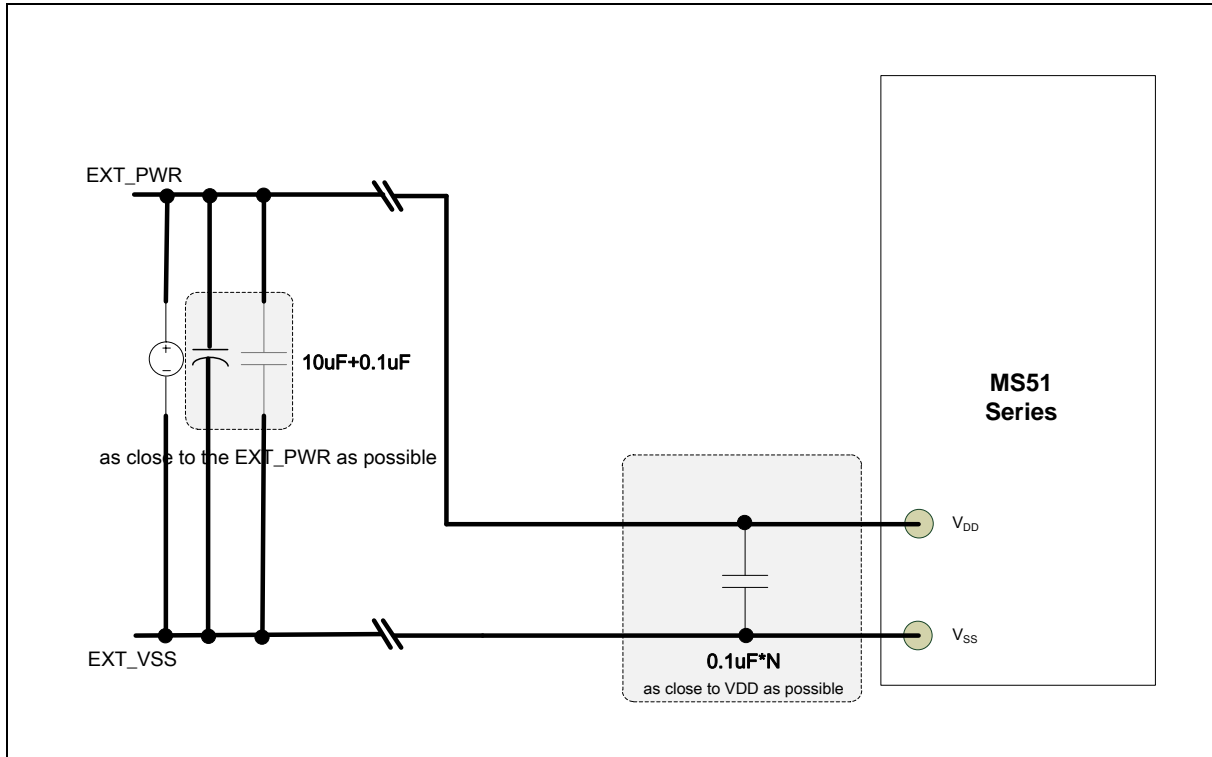 EXT_PWR
+
−
10uF+0.1uF
as close to the EXT_PWR as possible
MS51
Series
VDD
VSS
EXT_VSS
0.1uF*N
as close to VDD as possible